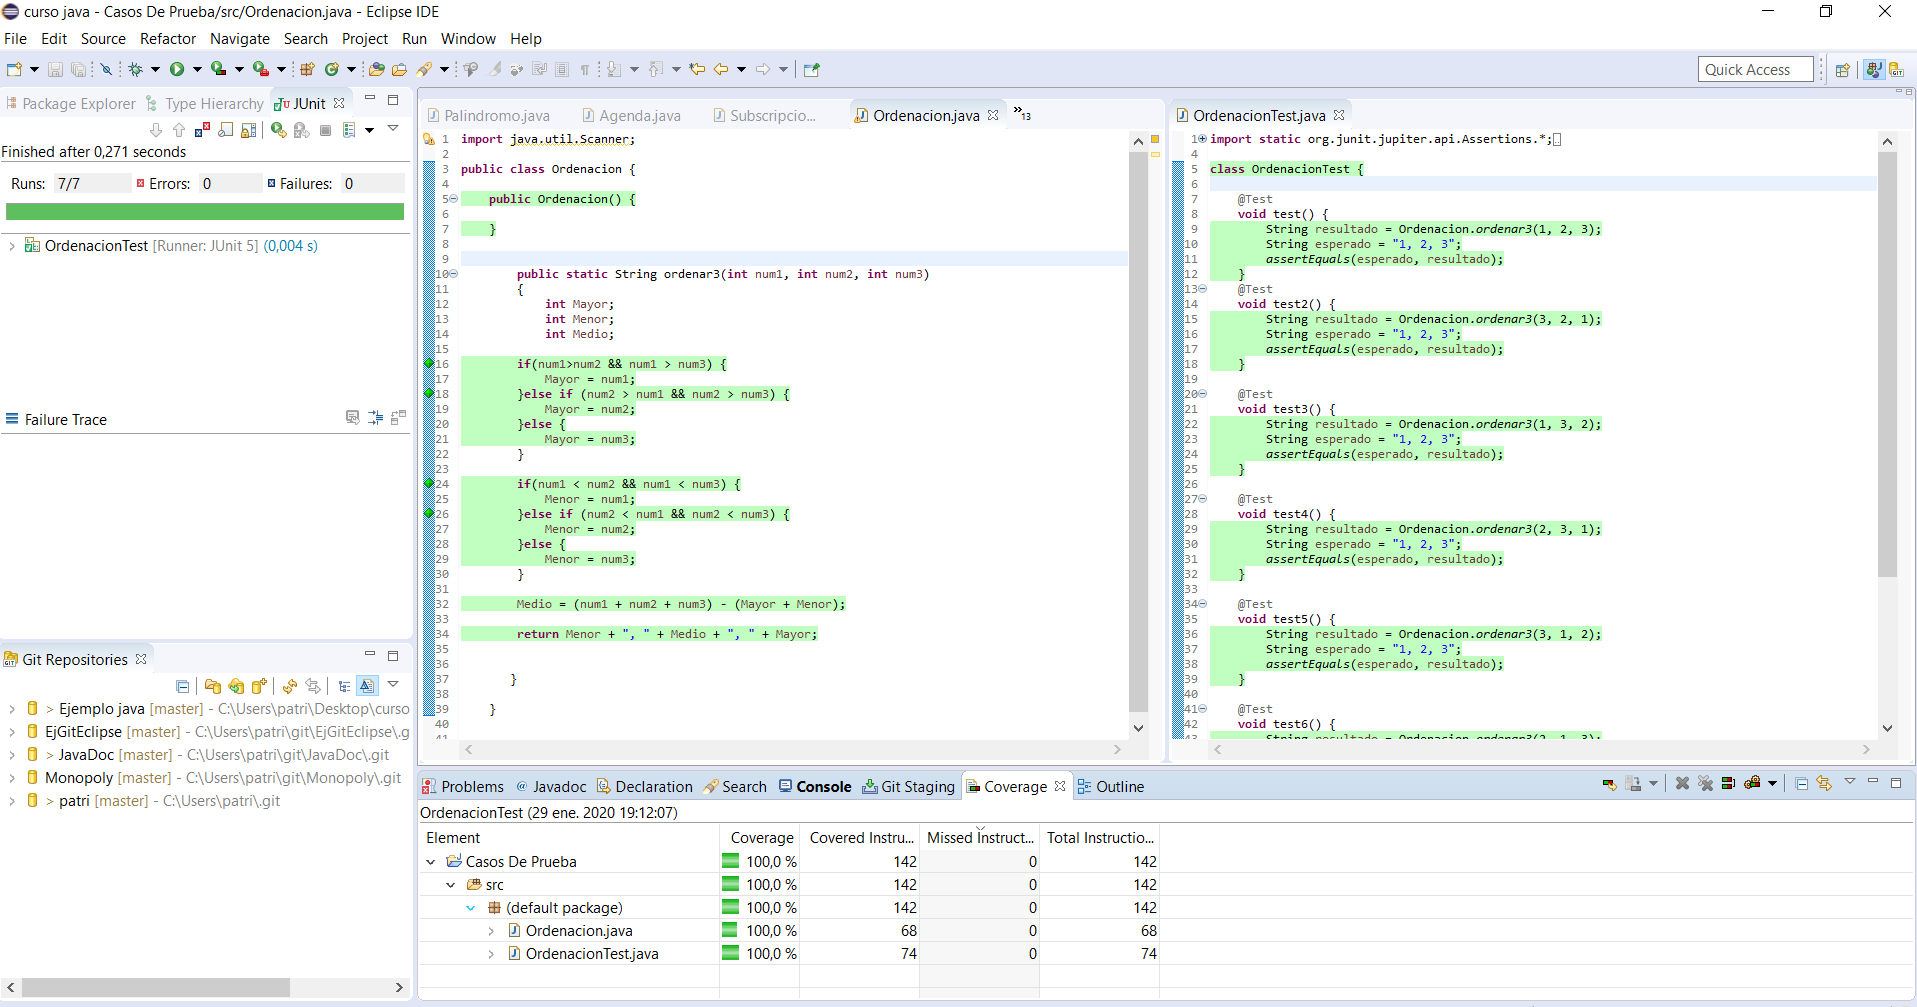 curso java - Casos De Prueba/src/Ordenacion.java - Eclipse IDE
File Edit Source Refactor Navigate Search Project Run Window Help
Quick Access
Package Explorer Type Hierarchy JUnit
Finished after 0,271 seconds
Runs: 7/7 Errors: 0 Failures: 0
OrdenacionTest [Runner: JUnit 5] (0,004 s)
Failure Trace
Git Repositories
> Ejemplo java [master] - C:\Users\patri\Desktop\curso
EjGitEclipse [master] - C:\Users\patri\git\EjGitEclipse\.g
> JavaDoc [master] - C:\Users\patri\git\JavaDoc\.git
Monopoly [master] - C:\Users\patri\git\Monopoly\.git
> patri [master] - C:\Users\patri\.git
Palindromo.java Agenda.java Subscripcio... Ordenacion.java »13
1 import java.util.Scanner;
2
3 public class Ordenacion {
4
5 public Ordenacion() {
6
7 }
8
9
10 public static String ordenar3(int num1, int num2, int num3)
11 {
12 int Mayor;
13 int Menor;
14 int Medio;
15
16 if(num1>num2 && num1 > num3) {
17 Mayor = num1;
18 }else if (num2 > num1 && num2 > num3) {
19 Mayor = num2;
20 }else {
21 Mayor = num3;
22 }
23
24 if(num1 < num2 && num1 < num3) {
25 Menor = num1;
26 }else if (num2 < num1 && num2 < num3) {
27 Menor = num2;
28 }else {
29 Menor = num3;
30 }
31
32 Medio = (num1 + num2 + num3) - (Mayor + Menor);
33
34 return Menor + ", " + Medio + ", " + Mayor;
35
36
37 }
38
39 }
40
41
OrdenacionTest.java
1 import static org.junit.jupiter.api.Assertions.*;
4
5 class OrdenacionTest {
6
7 @Test
8 void test() {
9 String resultado = Ordenacion.ordenar3(1, 2, 3);
10 String esperado = "1, 2, 3";
11 assertEquals(esperado, resultado);
12 }
13 @Test
14 void test2() {
15 String resultado = Ordenacion.ordenar3(3, 2, 1);
16 String esperado = "1, 2, 3";
17 assertEquals(esperado, resultado);
18 }
19
20 @Test
21 void test3() {
22 String resultado = Ordenacion.ordenar3(1, 3, 2);
23 String esperado = "1, 2, 3";
24 assertEquals(esperado, resultado);
25 }
26
27 @Test
28 void test4() {
29 String resultado = Ordenacion.ordenar3(2, 3, 1);
30 String esperado = "1, 2, 3";
31 assertEquals(esperado, resultado);
32 }
33
34 @Test
35 void test5() {
36 String resultado = Ordenacion.ordenar3(3, 1, 2);
37 String esperado = "1, 2, 3";
38 assertEquals(esperado, resultado);
39 }
40
41 @Test
42 void test6() {
43 String resultado = Ordenacion.ordenar3(2, 1, 3);
Problems @ Javadoc Declaration Search Console Git Staging Coverage Outline
OrdenacionTest (29 ene. 2020 19:12:07)
Element Coverage Covered Instru... Missed Instruct... Total Instructio...
Casos De Prueba 100,0 % 142 0 142
src 100,0 % 142 0 142
(default package) 100,0 % 142 0 142
Ordenacion.java 100,0 % 68 0 68
OrdenacionTest.java 100,0 % 74 0 74